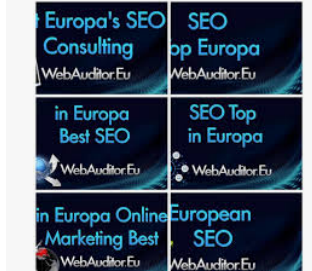 Europa's SEO
Consulting
WebAuditor.Eu
SEO
op Europa
WebAuditor.Eu
in Europa
Best SEO
WebAuditor.Eu
SEO Top
in Europa
WebAuditor.Eu
in Europa Online
Marketing Best
WebAuditor.Eu
European
SEO
WebAuditor.Eu